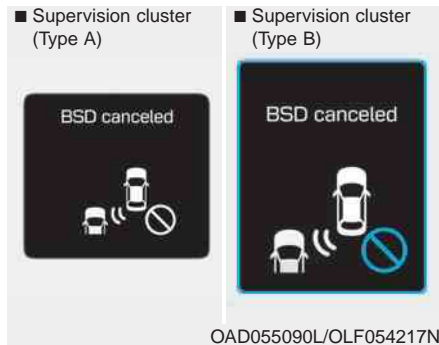 ■ Supervision cluster
(Type A)
■ Supervision cluster
(Type B)
BSD canceled
BSD canceled
OAD055090L/OLF054217N